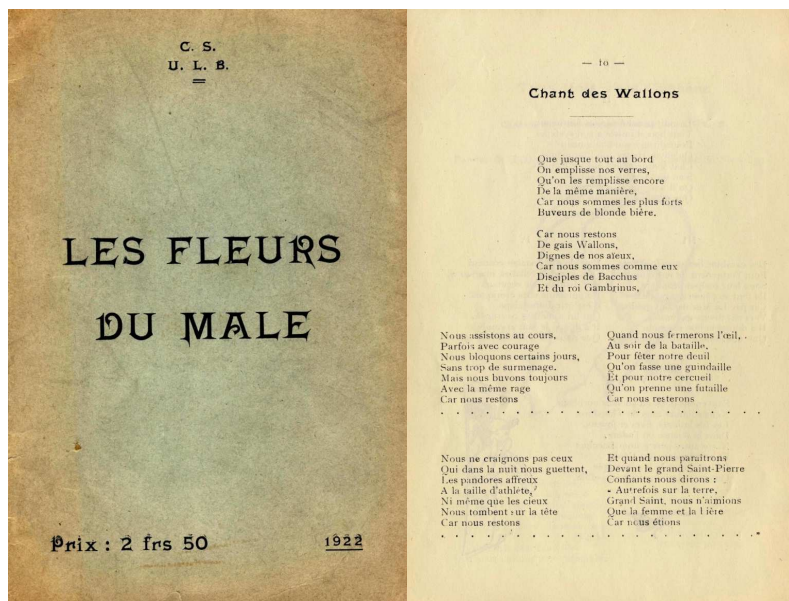 C. S.
U. L. B.
LES FLEURS
DU MALE
Prix : 2 frs 50
1922
— 10 —
Chant des Wallons
Que jusque tout au bord
On emplisse nos verres,
Qu'on les remplisse encore
De la même manière,
Car nous sommes les plus forts
Buveurs de blonde bière.
Car nous restons
De gais Wallons,
Dignes de nos aïeux,
Car nous sommes comme eux
Disciples de Bacchus
Et du roi Gambrinus.
Nous assistons au cours,
Parfois avec courage
Nous bloquons certains jours,
Sans trop de surmenage.
Mais nous buvons toujours
Avec la même rage
Car nous restons
Quand nous fermerons l'œil,
Au soir de la bataille,
Pour fêter notre deuil
Qu'on fasse une guindaille
Et pour notre cercueil
Qu'on prenne une futaille
Car nous resterons
Nous ne craignons pas ceux
Qui dans la nuit nous guettent,
Les pandores affreux
A la taille d'athlète,
Ni même que les cieux
Nous tombent sur la tête
Car nous restons
Et quand nous paraîtrons
Devant le grand Saint-Pierre
Confiants nous dirons :
« Autrefois sur la terre,
Grand Saint, nous n'aimions
Que la femme et la bière
Car nous étions